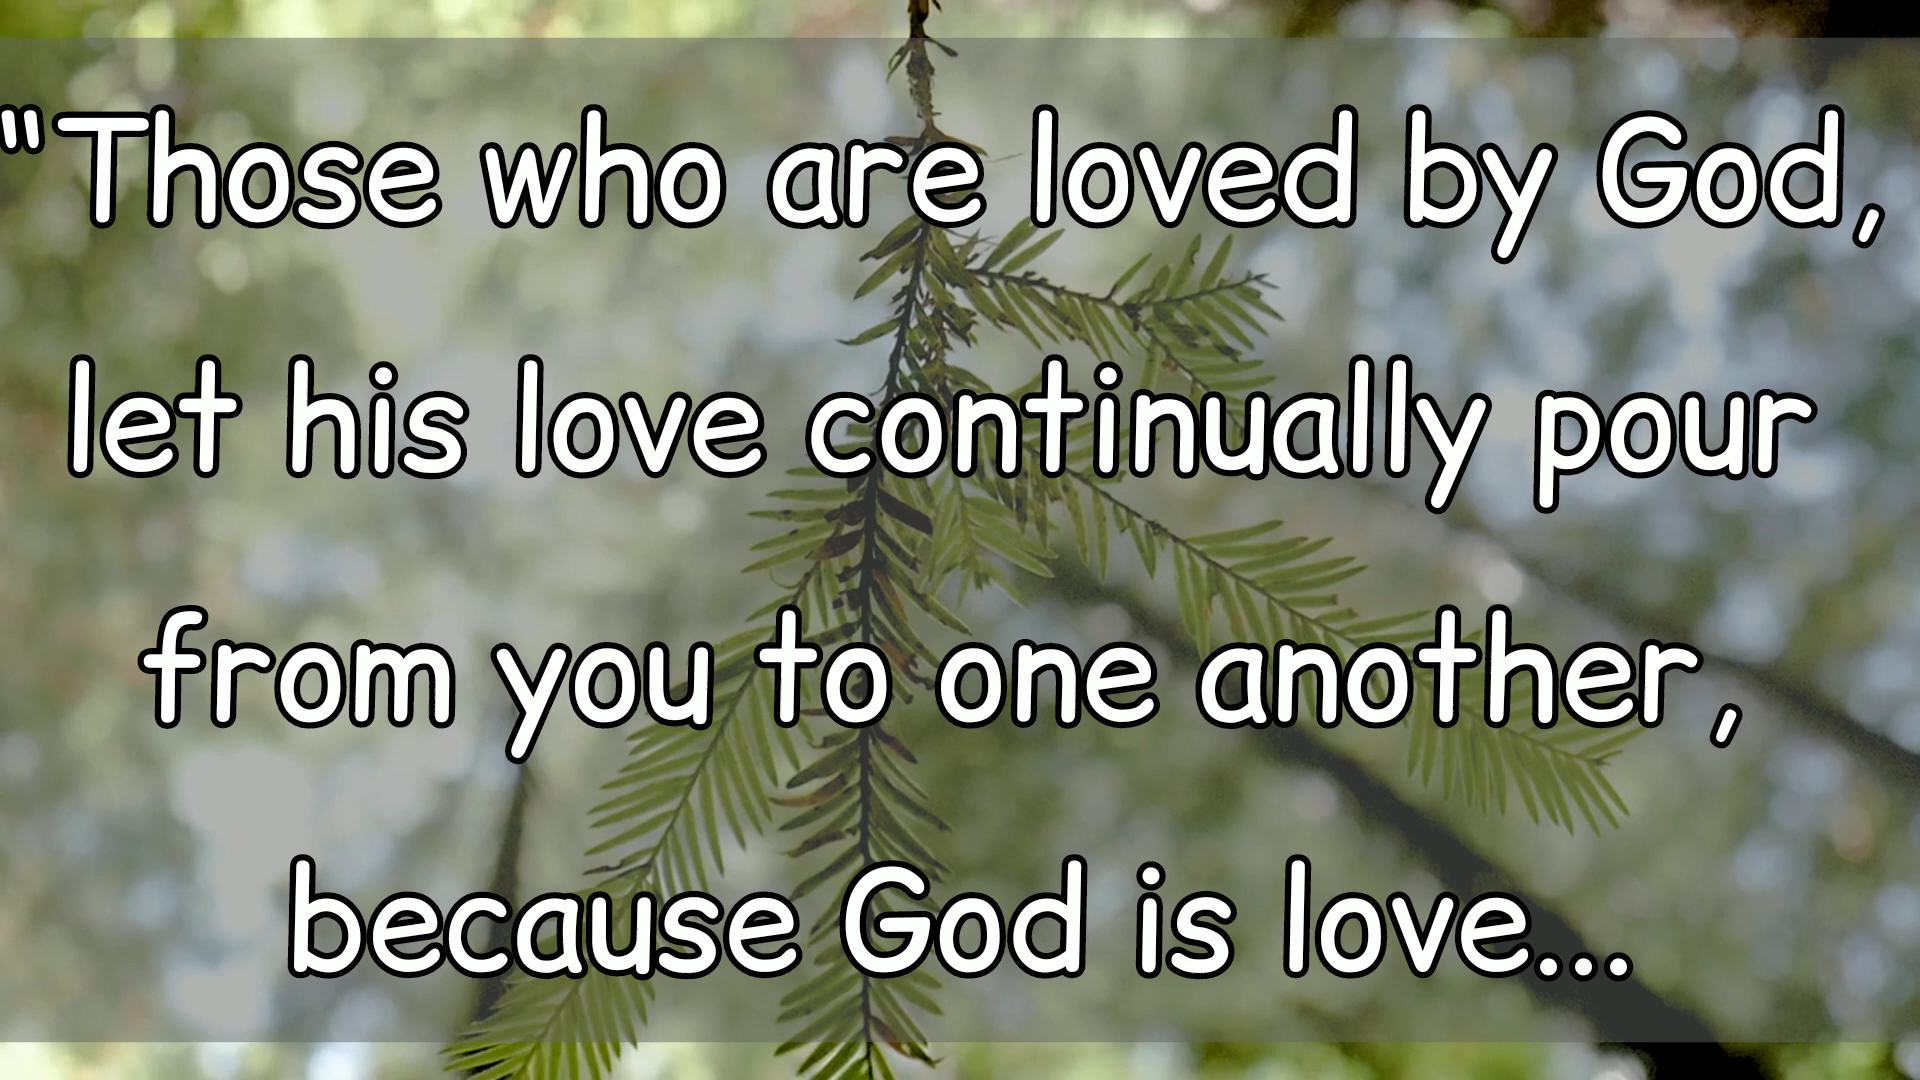 “Those who are loved by God,
let his love continually pour
from you to one another,
because God is love...